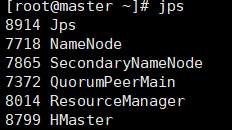 [root@master ~]# jps
8914 Jps
7718 NameNode
7865 SecondaryNameNode
7372 QuorumPeerMain
8014 ResourceManager
8799 HMaster